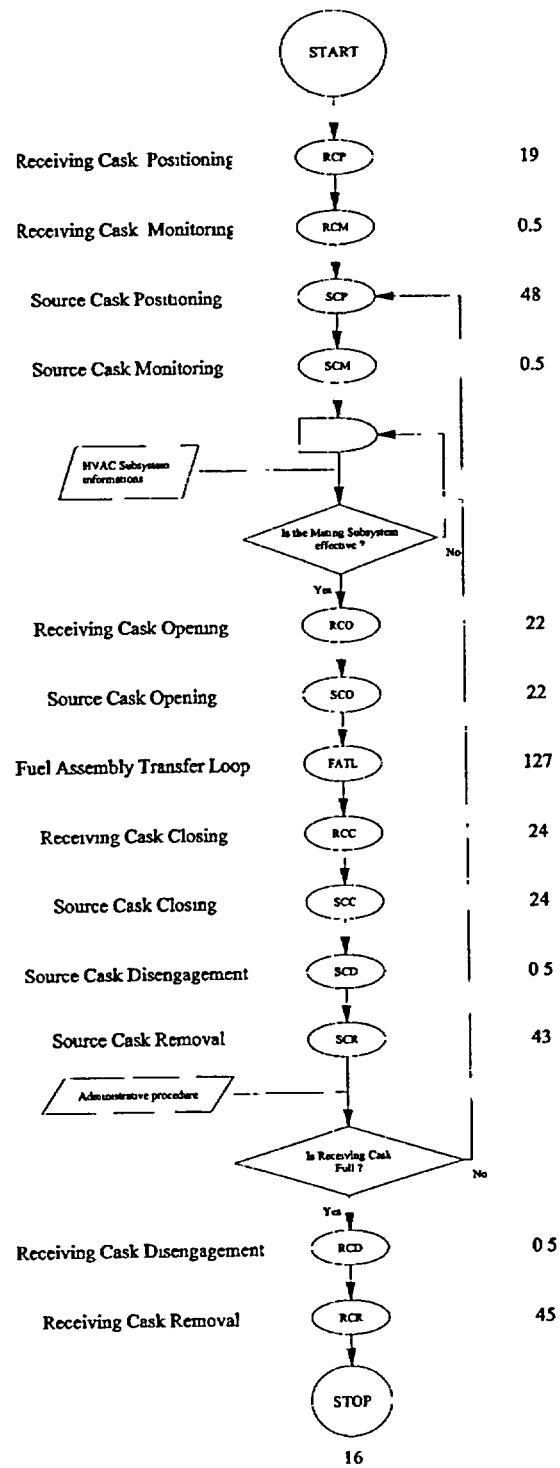 START
Receiving Cask Positioning RCP 19
Receiving Cask Monitoring RCM 0.5
Source Cask Positioning SCP 48
Source Cask Monitoring SCM 0.5
HVAC Subsystem
informations
Is the Mating Subsystem
effective ?
No
Yes
Receiving Cask Opening RCO 22
Source Cask Opening SCO 22
Fuel Assembly Transfer Loop FATL 127
Receiving Cask Closing RCC 24
Source Cask Closing SCC 24
Source Cask Disengagement SCD 0 5
Source Cask Removal SCR 43
Administrative procedure
Is Receiving Cask
Full ?
No
Yes
Receiving Cask Disengagement RCD 0 5
Receiving Cask Removal RCR 45
STOP
16